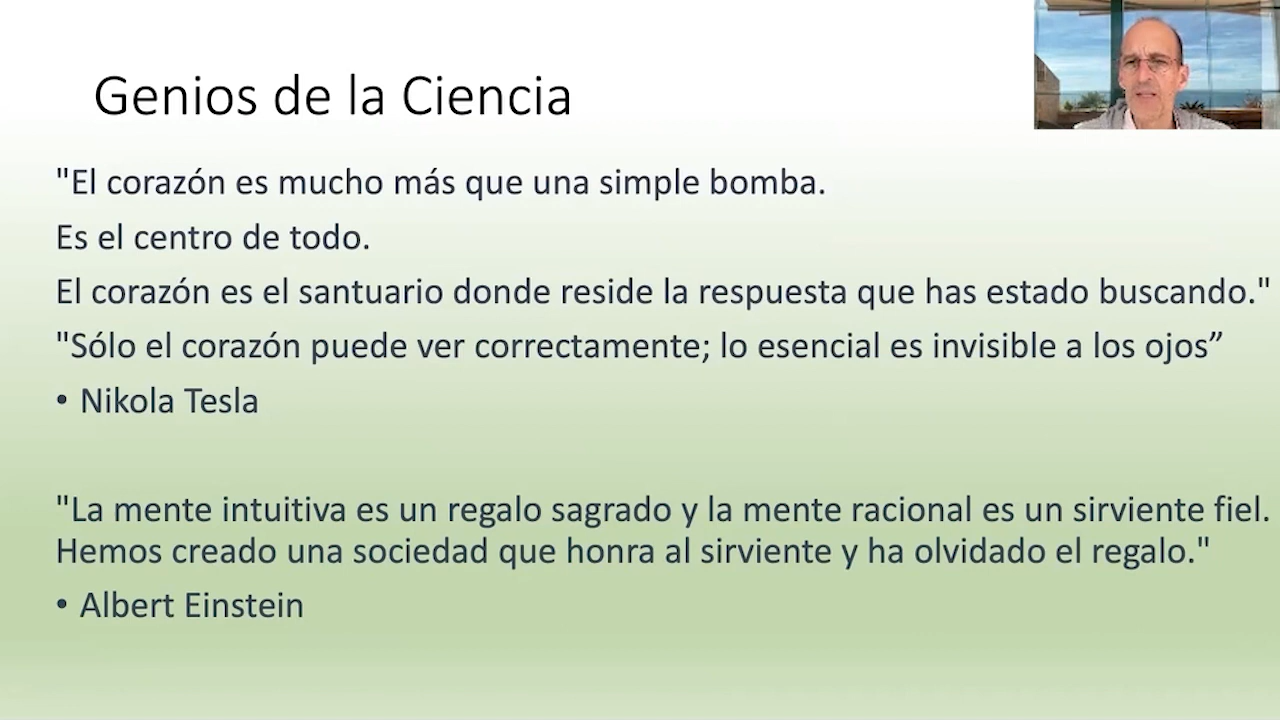 Genios de la Ciencia
"El corazón es mucho más que una simple bomba.
Es el centro de todo.
El corazón es el santuario donde reside la respuesta que has estado buscando."
"Sólo el corazón puede ver correctamente; lo esencial es invisible a los ojos”
• Nikola Tesla
"La mente intuitiva es un regalo sagrado y la mente racional es un sirviente fiel.
Hemos creado una sociedad que honra al sirviente y ha olvidado el regalo."
• Albert Einstein